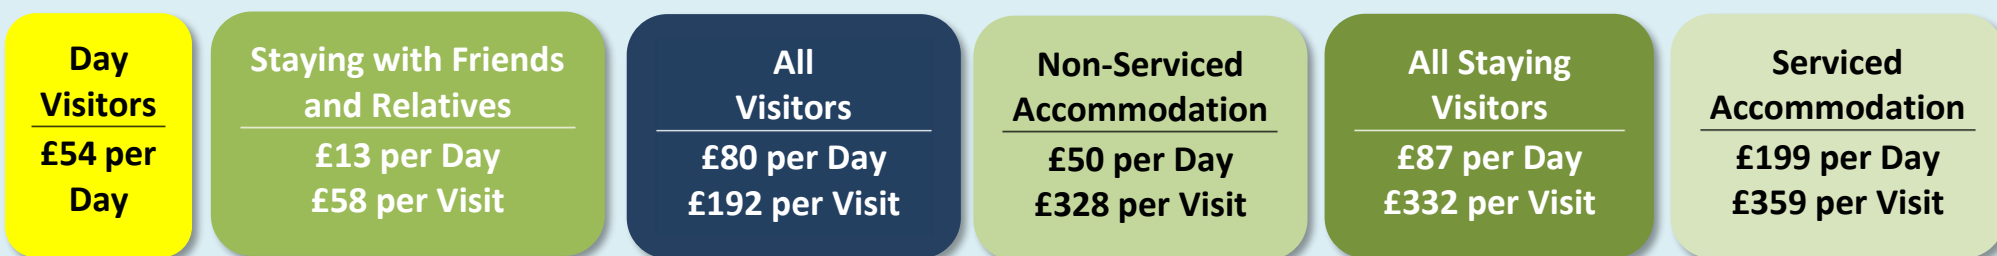 Day
Visitors
£54 per
Day
Staying with Friends
and Relatives
£13 per Day
£58 per Visit
All
Visitors
£80 per Day
£192 per Visit
Non-Serviced
Accommodation
£50 per Day
£328 per Visit
All Staying
Visitors
£87 per Day
£332 per Visit
Serviced
Accommodation
£199 per Day
£359 per Visit